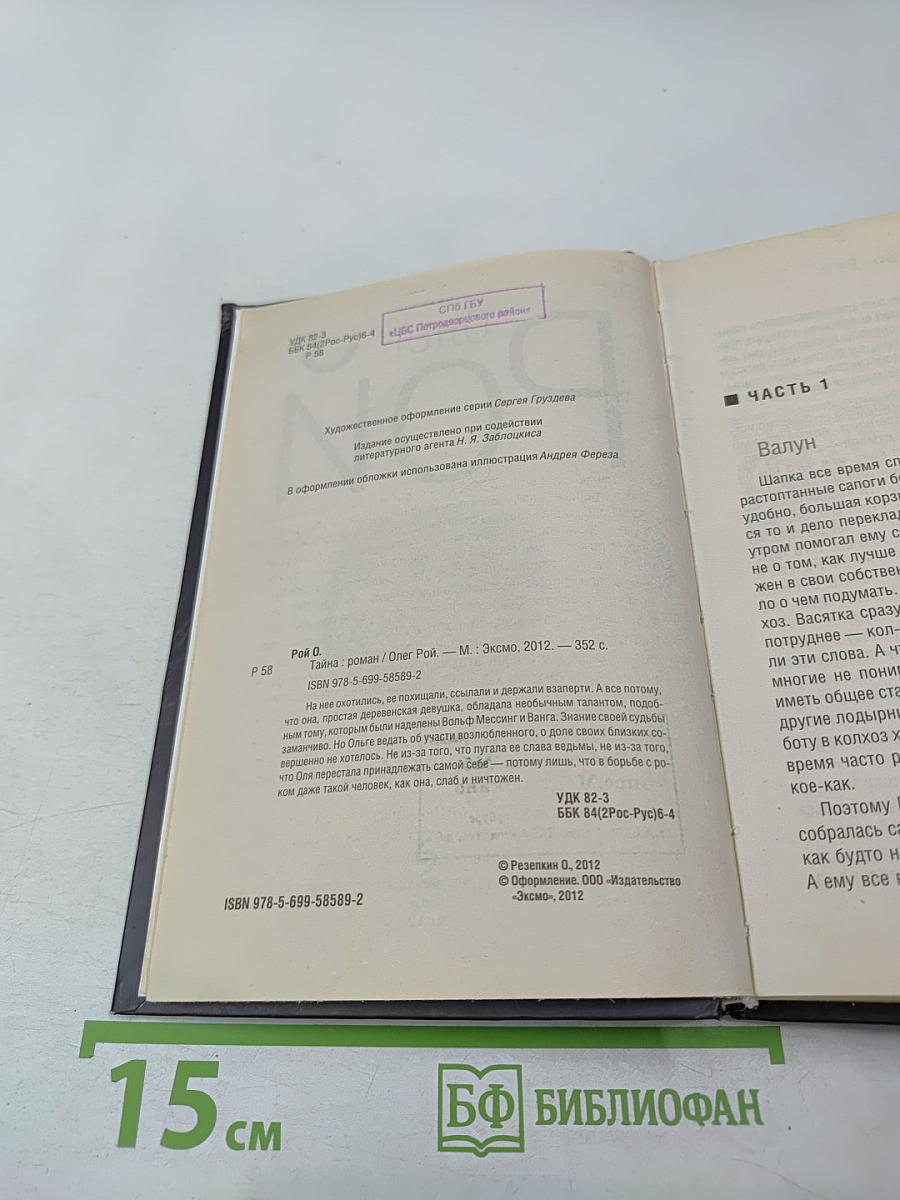 СПб ГБУ
«ЦБС Петродворцового района»
УДК 82-3
ББК 84(2Рос-Рус)6-4
Р 58
Художественное оформление серии Сергея Груздева
Издание осуществлено при содействии
литературного агента Н. Я. Заблоцкиса
В оформлении обложки использована иллюстрация Андрея Фереза
Рой О.
Р 58
Тайна : роман / Олег Рой. — М. : Эксмо, 2012. — 352 с.
ISBN 978-5-699-58589-2
На нее охотились, ее похищали, ссылали и держали взаперти. А все потому,
что она, простая деревенская девушка, обладала необычным талантом, подоб-
ным тому, которым были наделены Вольф Мессинг и Ванга. Знание своей судьбы
заманчиво. Но Ольге ведать об участи возлюбленного, о доле своих близких со-
вершенно не хотелось. Не из-за того, что пугала ее слава ведьмы, не из-за того,
что Оля перестала принадлежать самой себе — потому лишь, что в борьбе с ро-
ком даже такой человек, как она, слаб и ничтожен.
УДК 82-3
ББК 84(2Рос-Рус)6-4
© Резепкин О., 2012
© Оформление. ООО «Издательство
«Эксмо», 2012
ISBN 978-5-699-58589-2
ЧАСТЬ 1
Валун
Шапка все время сп
растоптанные сапоги б
удобно, большая корз
ся то и дело переклад
утром помогал ему с
не о том, как лучше
жен в свои собствен
ло о чем подумать.
хоз. Васятка сразу
потруднее — кол-
ли эти слова. А ч
многие не пони
иметь общее ста
другие лодырн
боту в колхоз х
время часто р
кое-как.
Поэтому
собралась са
как будто н
А ему все в
15 см
БФ БИБЛИОФАН